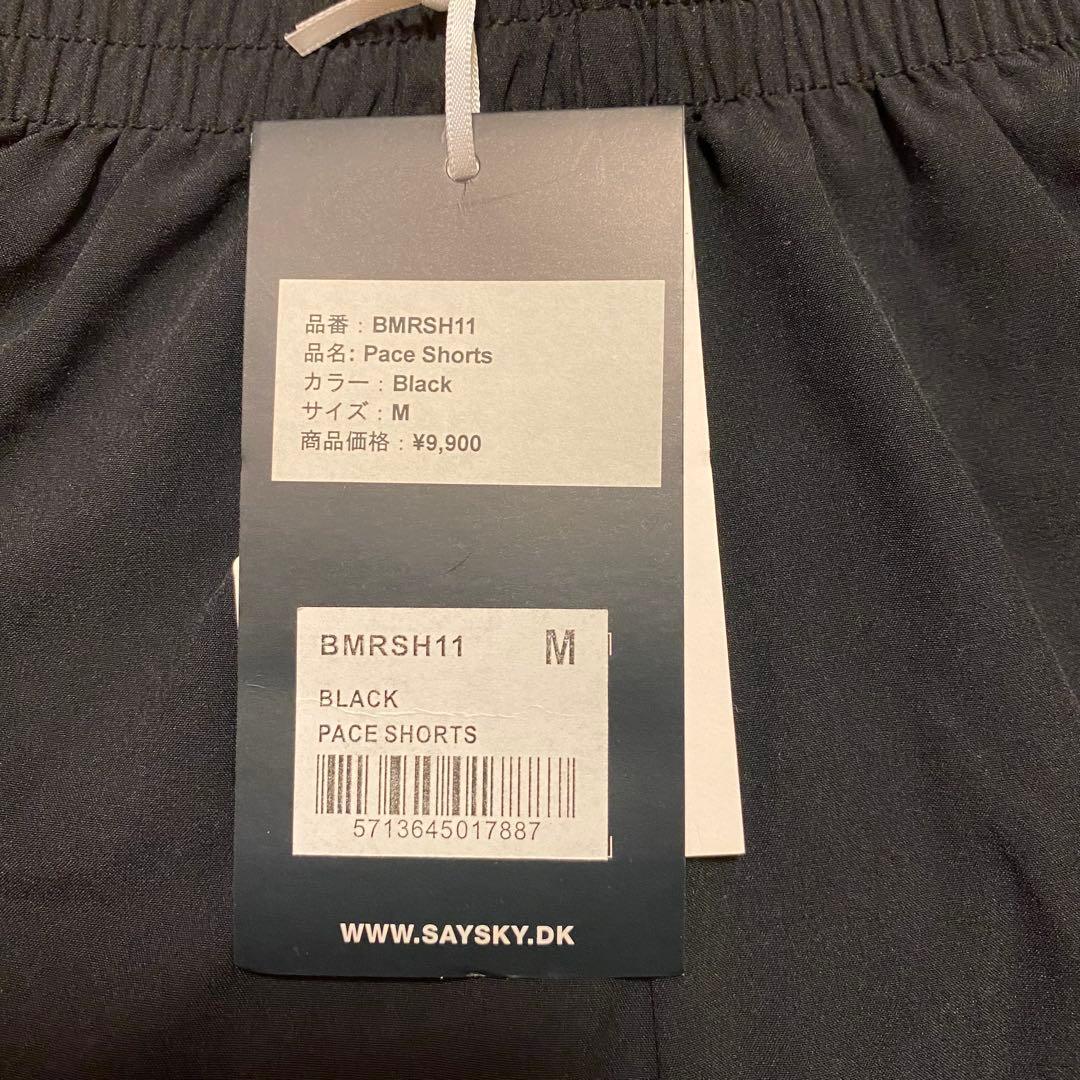 品番：BMRSH11
品名: Pace Shorts
カラー：Black
サイズ：M
商品価格：¥9,900
BMRSH11 M
BLACK
PACE SHORTS
5713645017887
WWW.SAYSKY.DK